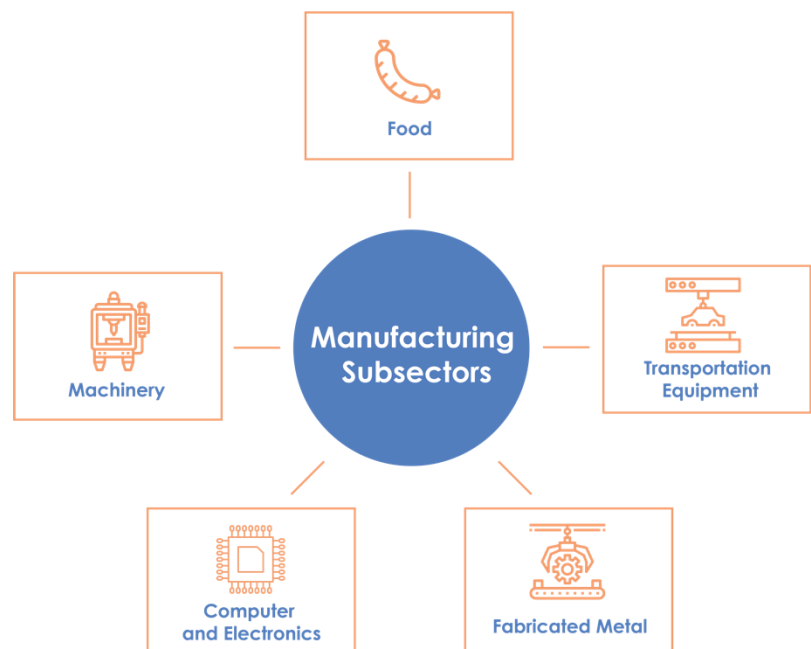 Food
Manufacturing
Subsectors
Machinery
Transportation
Equipment
Computer
and Electronics
Fabricated Metal